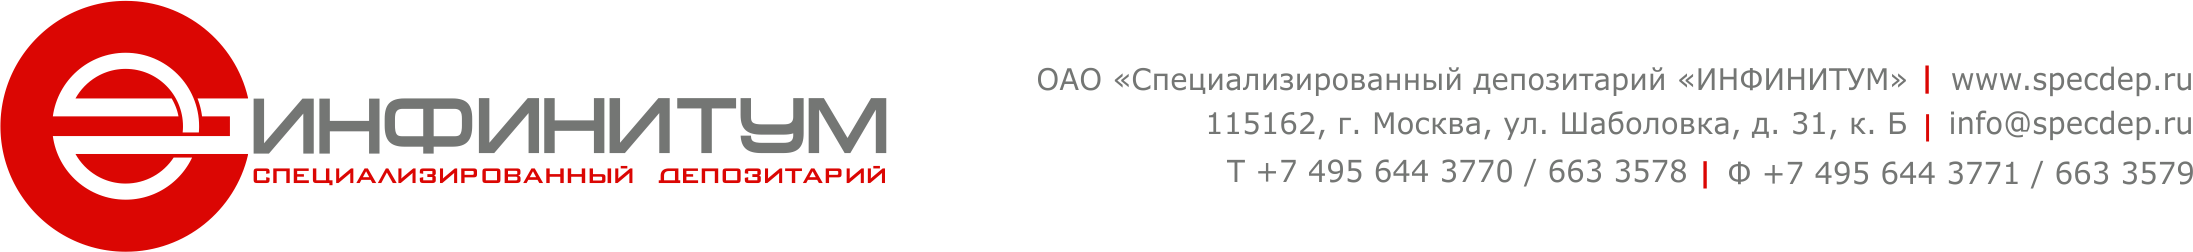 ИНФИНИТУМ
СПЕЦИАЛИЗИРОВАННЫЙ ДЕПОЗИТАРИЙ
ОАО «Специализированный депозитарий «ИНФИНИТУМ» | www.specdep.ru
115162, г. Москва, ул. Шаболовка, д. 31, к. Б | info@specdep.ru
Т +7 495 644 3770 / 663 3578 | Ф +7 495 644 3771 / 663 3579